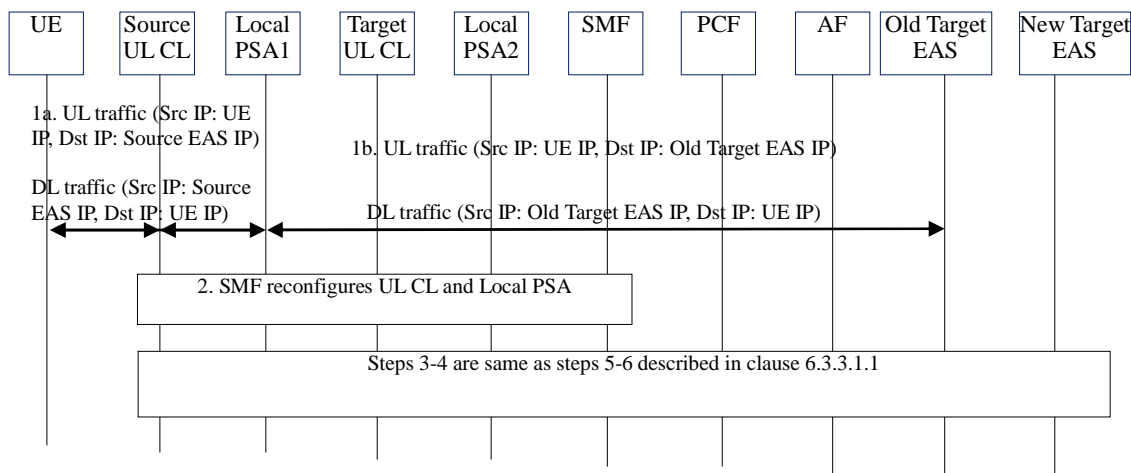 UE
Source
UL CL
Local
PSA1
Target
UL CL
Local
PSA2
SMF
PCF
AF
Old Target
EAS
New Target
EAS
1a. UL traffic (Src IP: UE
IP, Dst IP: Source EAS IP)
1b. UL traffic (Src IP: UE IP, Dst IP: Old Target EAS IP)
DL traffic (Src IP: Source
EAS IP, Dst IP: UE IP)
DL traffic (Src IP: Old Target EAS IP, Dst IP: UE IP)
2. SMF reconfigures UL CL and Local PSA
Steps 3-4 are same as steps 5-6 described in clause 6.3.3.1.1